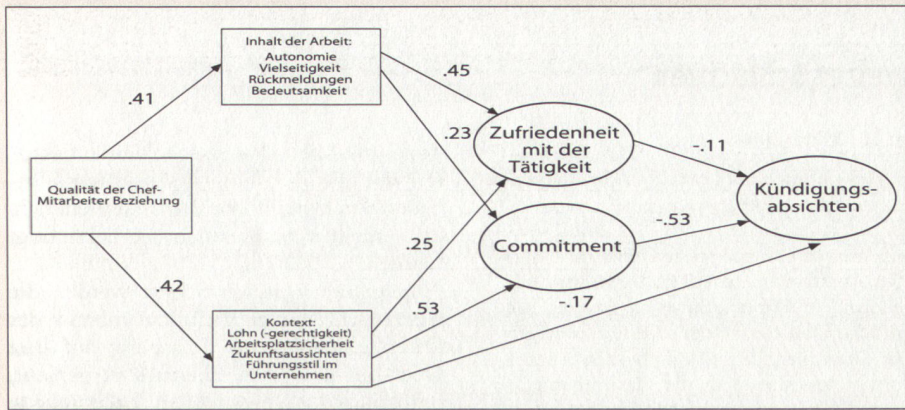 Inhalt der Arbeit:
Autonomie
Vielseitigkeit
Rückmeldungen
Bedeutsamkeit
.41
.45
.23
Zufriedenheit
mit der
Tätigkeit
-.11
Qualität der Chef-
Mitarbeiter Beziehung
Kündigungs-
absichten
Commitment
-.53
.25
.42
.53
-.17
Kontext:
Lohn (-gerechtigkeit)
Arbeitsplatzsicherheit
Zukunftsaussichten
Führungsstil im
Unternehmen